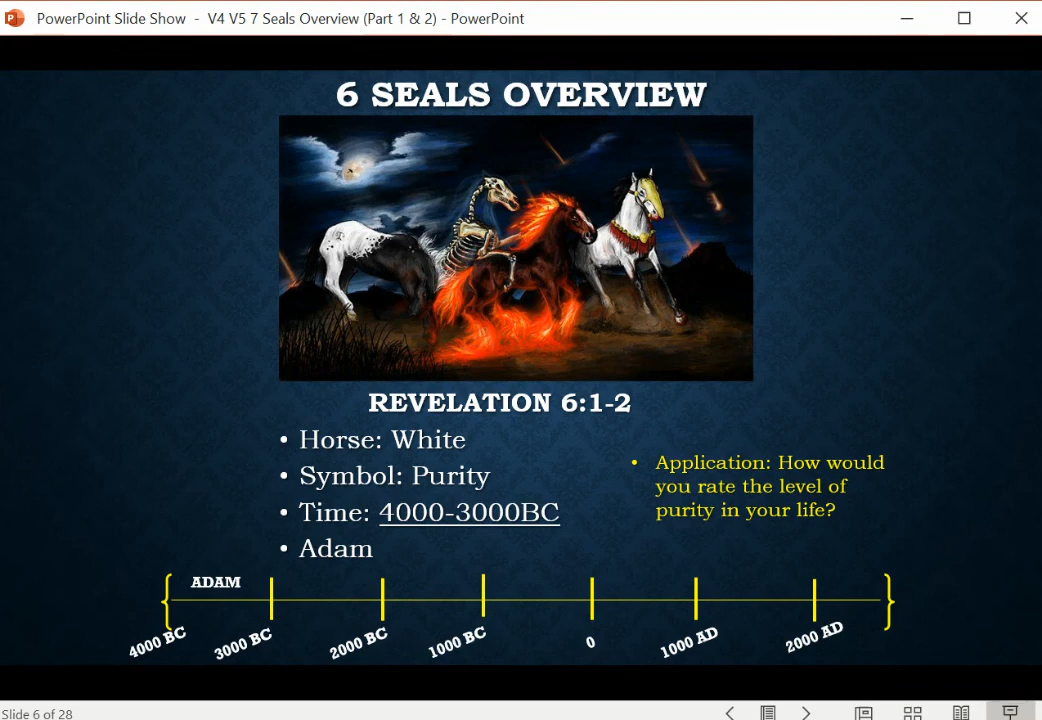 PowerPoint Slide Show - V4 V5 7 Seals Overview (Part 1 & 2) - PowerPoint
6 SEALS OVERVIEW
REVELATION 6:1-2
• Horse: White
• Symbol: Purity
• Time: 4000-3000BC
• Adam
• Application: How would
you rate the level of
purity in your life?
ADAM
4000 BC
3000 BC
2000 BC
1000 BC
0
1000 AD
2000 AD
Slide 6 of 28